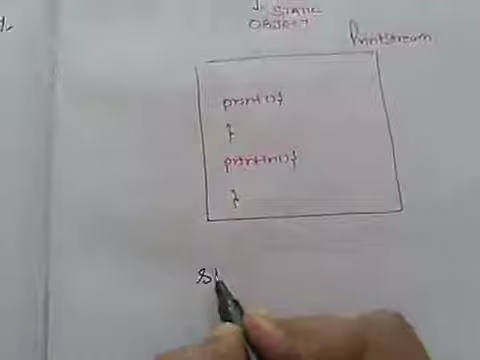 STATIC
OBJECT
Printstream
print(){
}
println(){
}